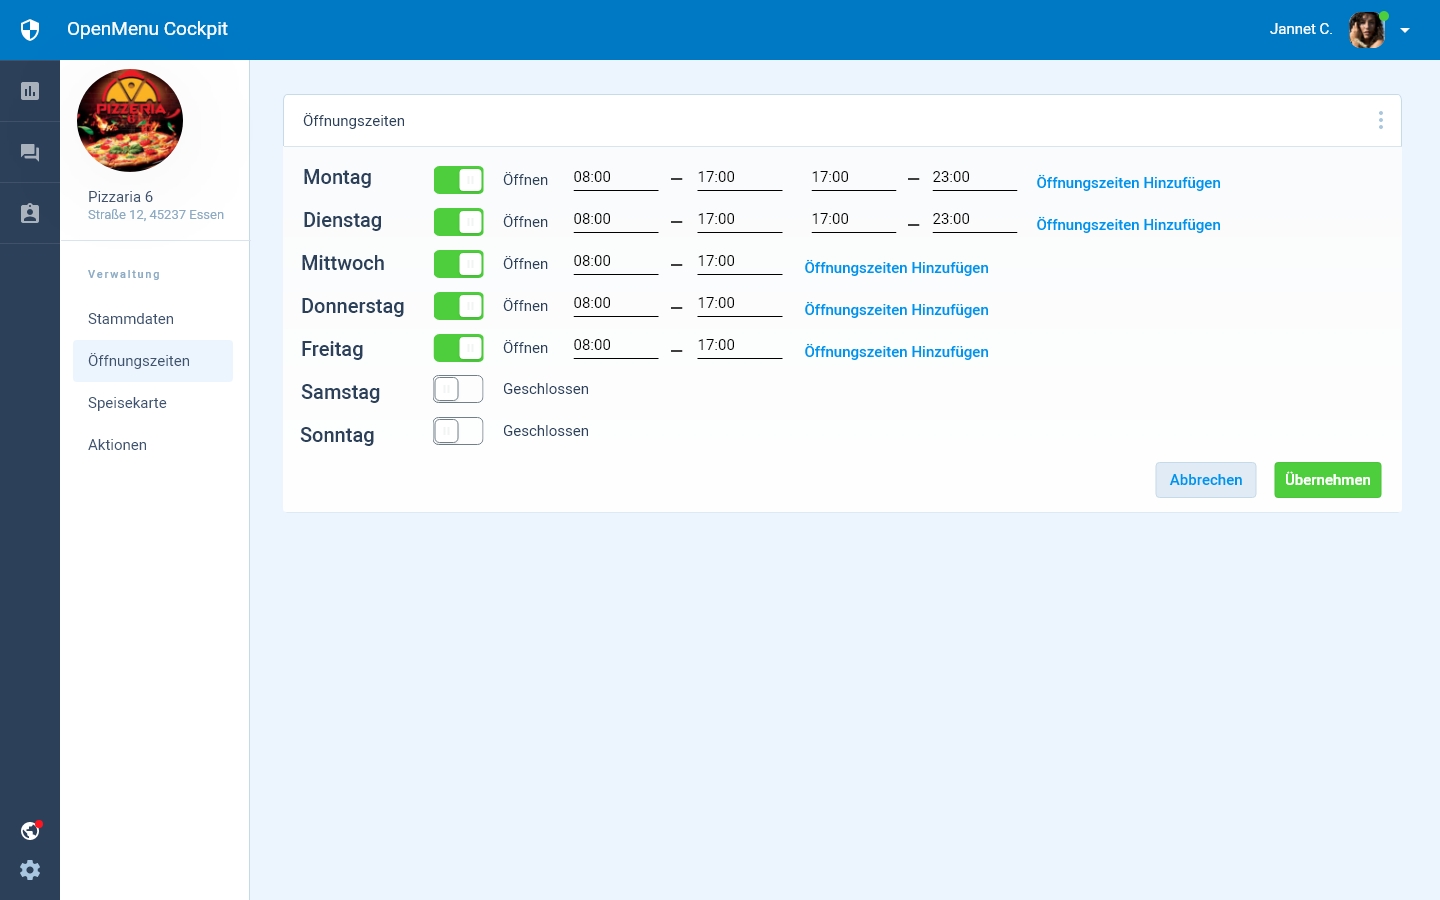 OpenMenu Cockpit
Jannet C.
PIZZERIA
Pizzaria 6
Straße 12, 45237 Essen
Verwaltung
Stammdaten
Öffnungszeiten
Speisekarte
Aktionen
Öffnungszeiten
Montag Öffnen 08:00 – 17:00 17:00 – 23:00 Öffnungszeiten Hinzufügen
Dienstag Öffnen 08:00 – 17:00 17:00 – 23:00 Öffnungszeiten Hinzufügen
Mittwoch Öffnen 08:00 – 17:00 Öffnungszeiten Hinzufügen
Donnerstag Öffnen 08:00 – 17:00 Öffnungszeiten Hinzufügen
Freitag Öffnen 08:00 – 17:00 Öffnungszeiten Hinzufügen
Samstag Geschlossen
Sonntag Geschlossen
Abbrechen Übernehmen